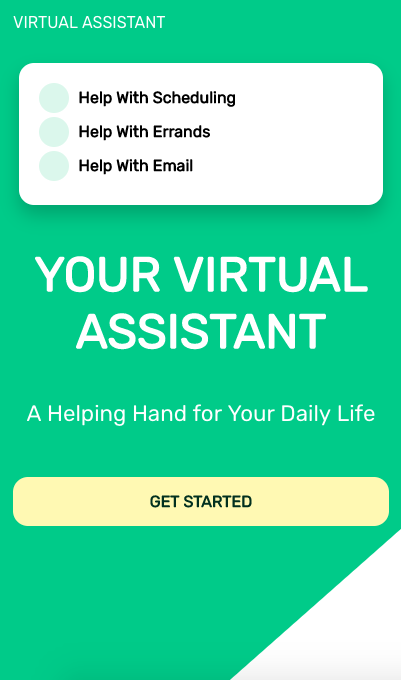 VIRTUAL ASSISTANT
Help With Scheduling
Help With Errands
Help With Email
YOUR VIRTUAL
ASSISTANT
A Helping Hand for Your Daily Life
GET STARTED